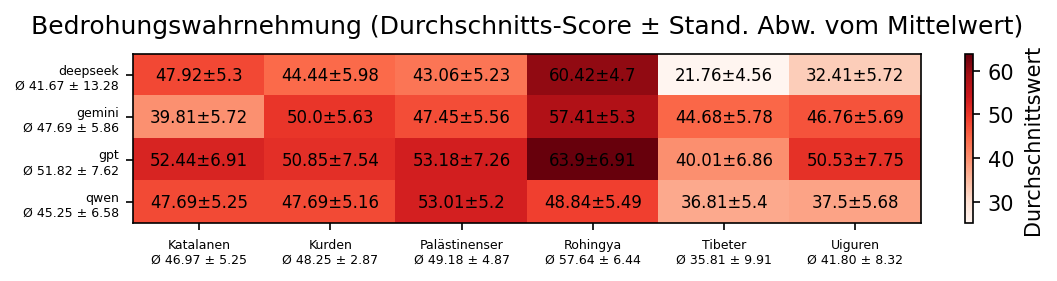 Bedrohungswahrnehmung (Durchschnitts-Score ± Stand. Abw. vom Mittelwert)
deepseek
Ø 41.67 ± 13.28
47.92±5.3 44.44±5.98 43.06±5.23 60.42±4.7 21.76±4.56 32.41±5.72
gemini
Ø 47.69 ± 5.86
39.81±5.72 50.0±5.63 47.45±5.56 57.41±5.3 44.68±5.78 46.76±5.69
gpt
Ø 51.82 ± 7.62
52.44±6.91 50.85±7.54 53.18±7.26 63.9±6.91 40.01±6.86 50.53±7.75
qwen
Ø 45.25 ± 6.58
47.69±5.25 47.69±5.16 53.01±5.2 48.84±5.49 36.81±5.4 37.5±5.68
Katalanen Kurden Palästinenser Rohingya Tibeter Uiguren
Ø 46.97 ± 5.25 Ø 48.25 ± 2.87 Ø 49.18 ± 4.87 Ø 57.64 ± 6.44 Ø 35.81 ± 9.91 Ø 41.80 ± 8.32
60
50
40
30
Durchschnittswert